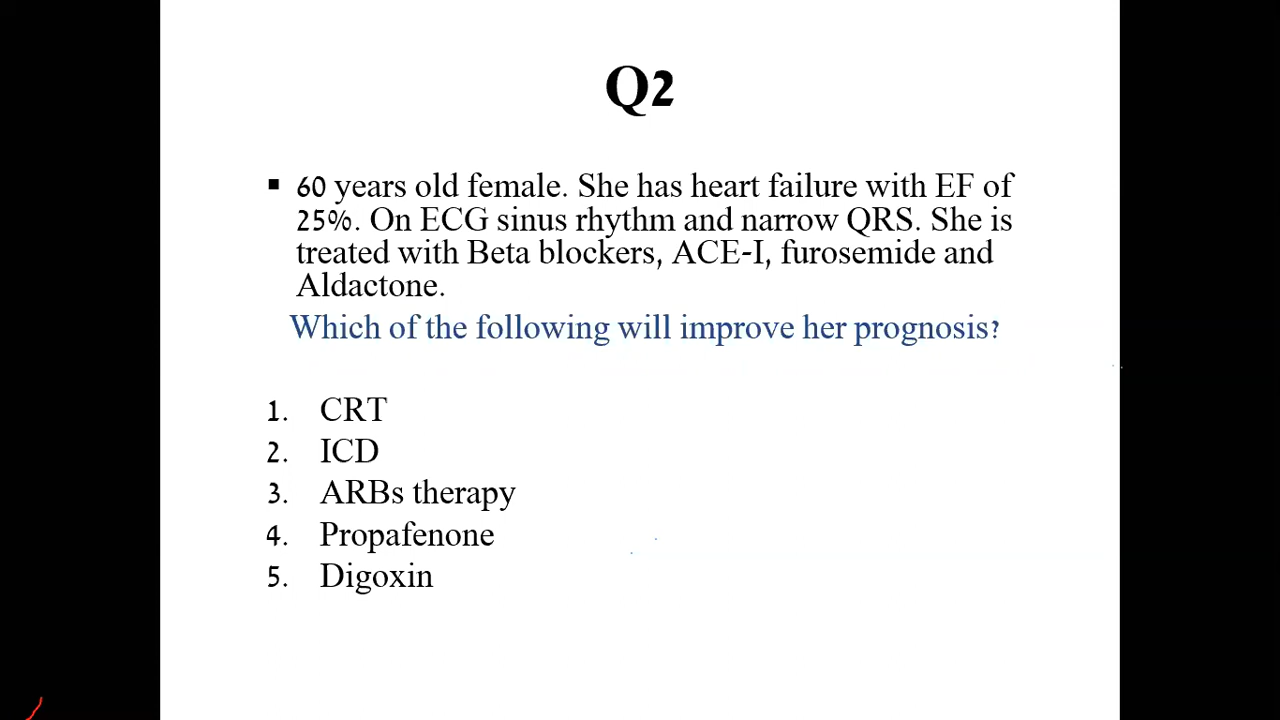 Q2
▪ 60 years old female. She has heart failure with EF of
25%. On ECG sinus rhythm and narrow QRS. She is
treated with Beta blockers, ACE-I, furosemide and
Aldactone.
Which of the following will improve her prognosis?
1. CRT
2. ICD
3. ARBs therapy
4. Propafenone
5. Digoxin